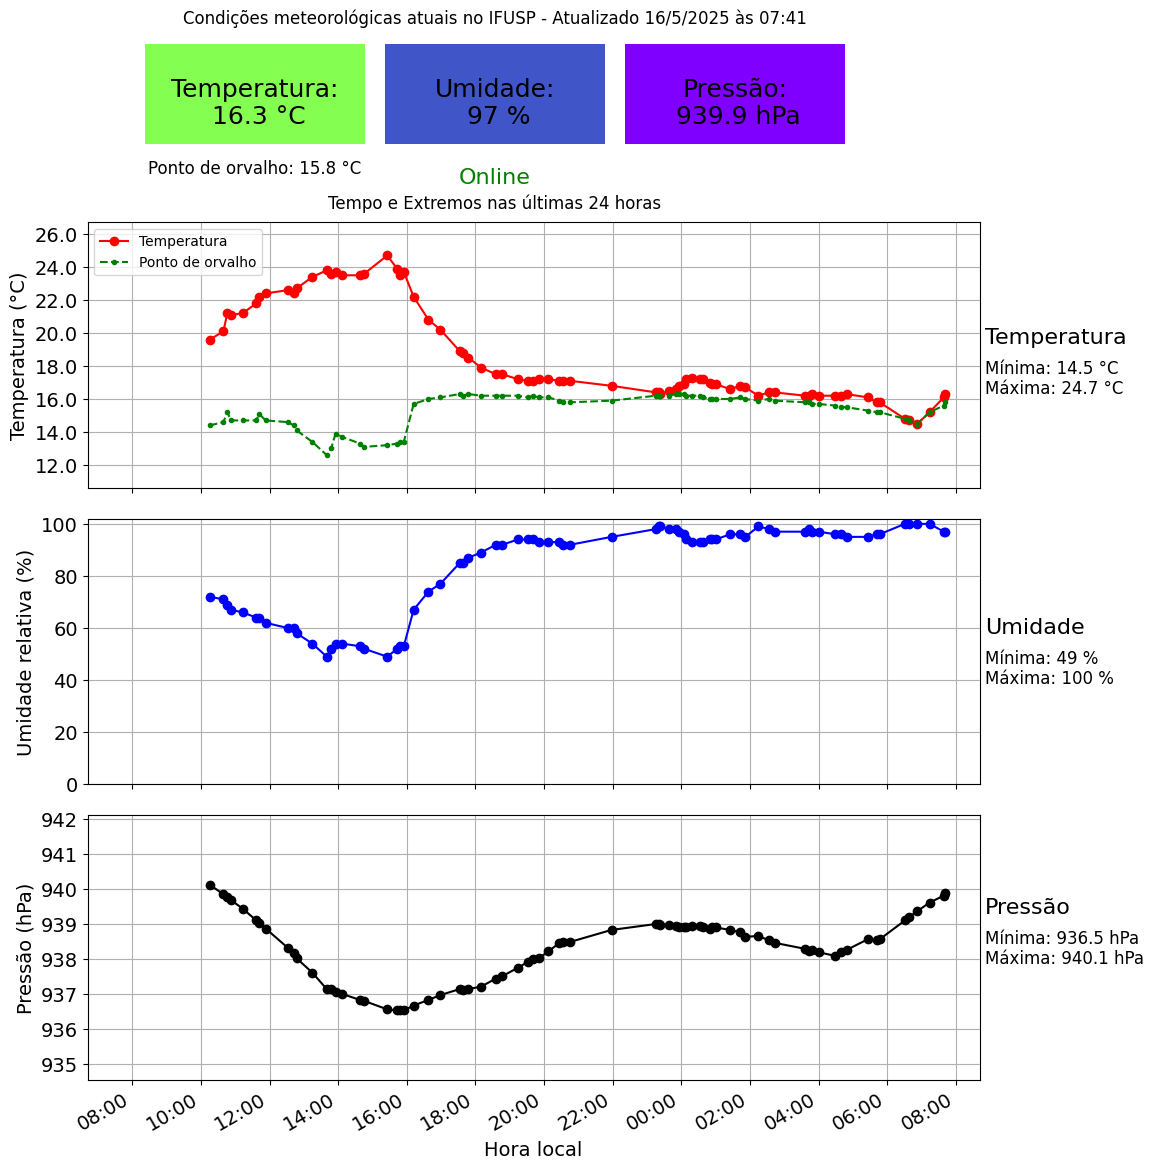 Condições meteorológicas atuais no IFUSP - Atualizado 16/5/2025 às 07:41
Temperatura:
16.3 °C
Umidade:
97 %
Pressão:
939.9 hPa
Ponto de orvalho: 15.8 °C
Online
Tempo e Extremos nas últimas 24 horas
Temperatura (°C)
26.0
24.0
22.0
20.0
18.0
16.0
14.0
12.0
Temperatura
Ponto de orvalho
Temperatura
Mínima: 14.5 °C
Máxima: 24.7 °C
Umidade relativa (%)
100
80
60
40
20
0
Umidade
Mínima: 49 %
Máxima: 100 %
Pressão (hPa)
942
941
940
939
938
937
936
935
Pressão
Mínima: 936.5 hPa
Máxima: 940.1 hPa
08:00 10:00 12:00 14:00 16:00 18:00 20:00 22:00 00:00 02:00 04:00 06:00 08:00
Hora local